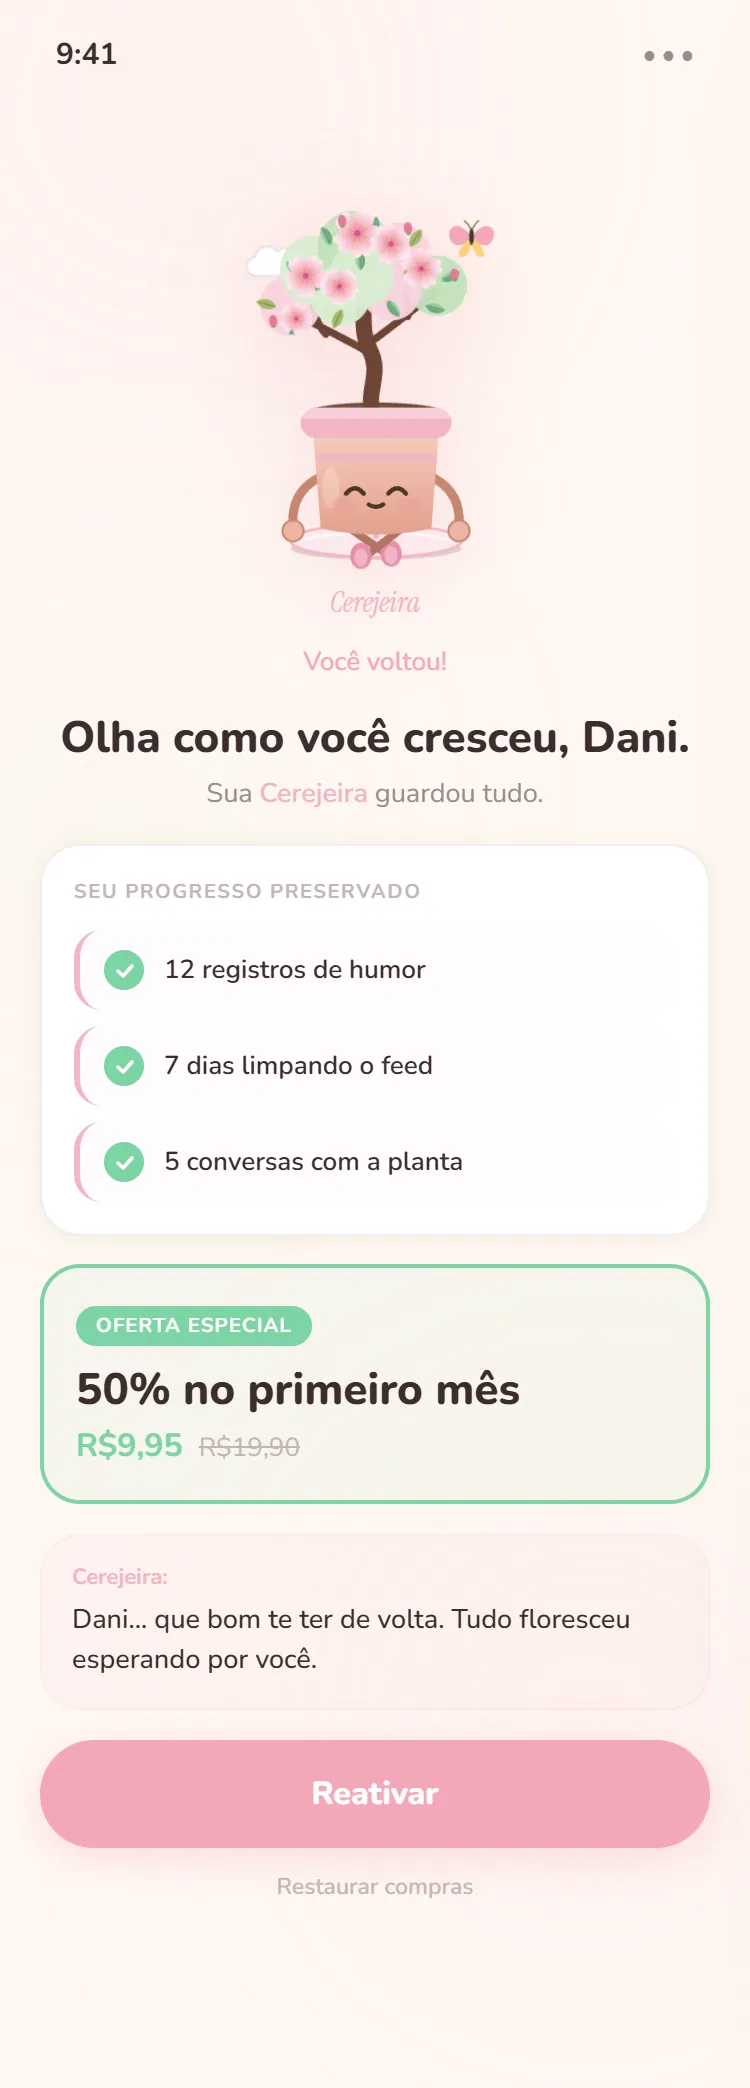 9:41
Cerejeira
Você voltou!
Olha como você cresceu, Dani.
Sua Cerejeira guardou tudo.
SEU PROGRESSO PRESERVADO
12 registros de humor
7 dias limpando o feed
5 conversas com a planta
OFERTA ESPECIAL
50% no primeiro mês
R$9,95 R$19,90
Cerejeira:
Dani... que bom te ter de volta. Tudo floresceu
esperando por você.
Reativar
Restaurar compras